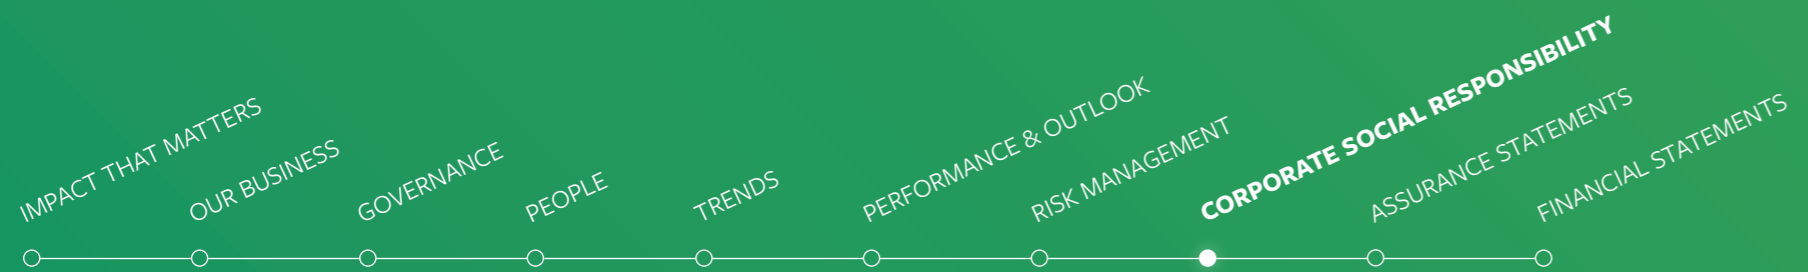 IMPACT THAT MATTERS
OUR BUSINESS
GOVERNANCE
PEOPLE
TRENDS
PERFORMANCE & OUTLOOK
RISK MANAGEMENT
CORPORATE SOCIAL RESPONSIBILITY
ASSURANCE STATEMENTS
FINANCIAL STATEMENTS